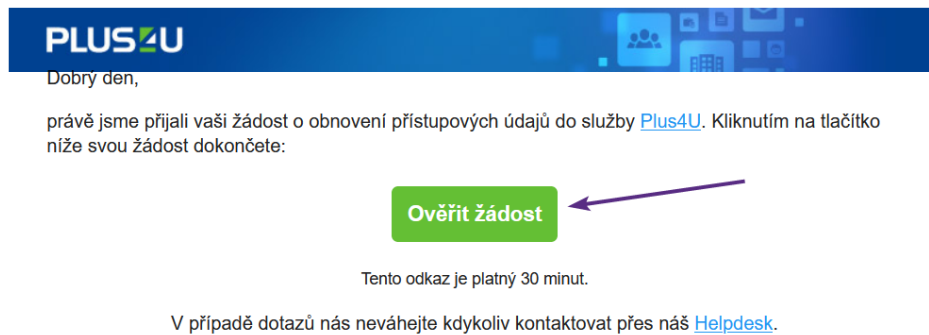 PLUS4U
Dobrý den,
právě jsme přijali vaši žádost o obnovení přístupových údajů do služby Plus4U. Kliknutím na tlačítko
níže svou žádost dokončete:
Ověřit žádost
Tento odkaz je platný 30 minut.
V případě dotazů nás neváhejte kdykoliv kontaktovat přes náš Helpdesk.